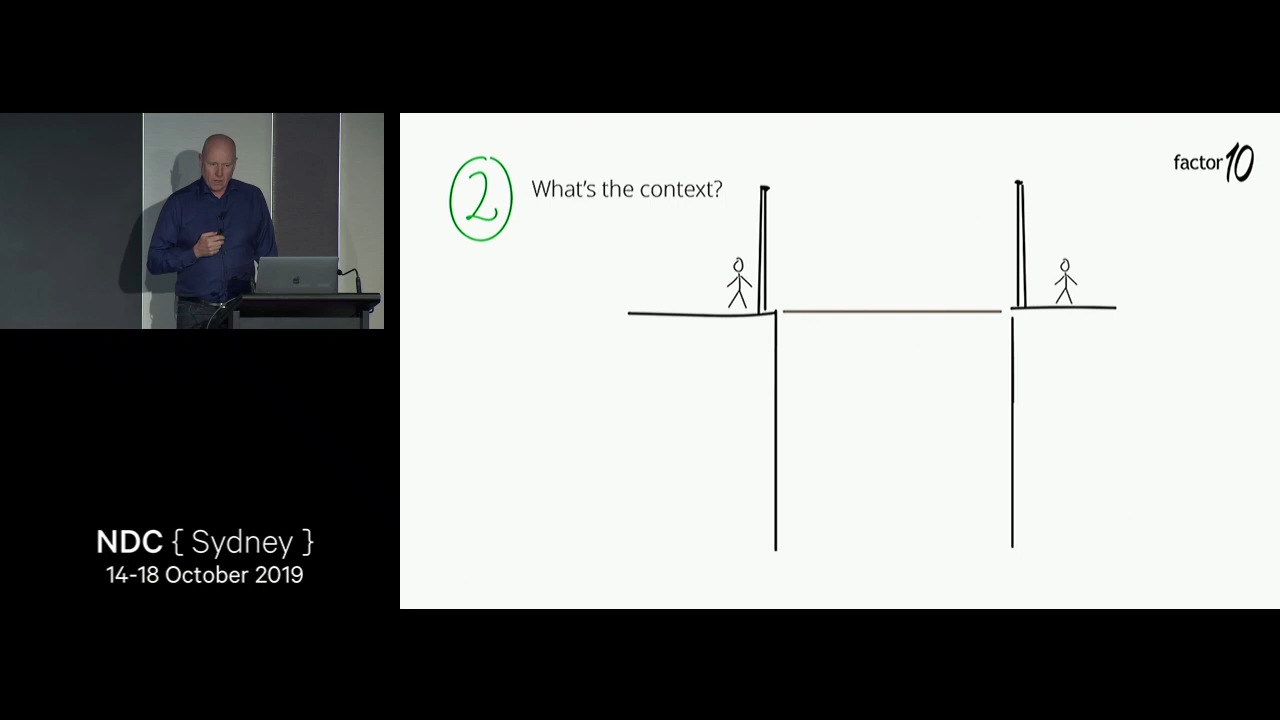 2
What's the context?
factor10
NDC { Sydney }
14-18 October 2019